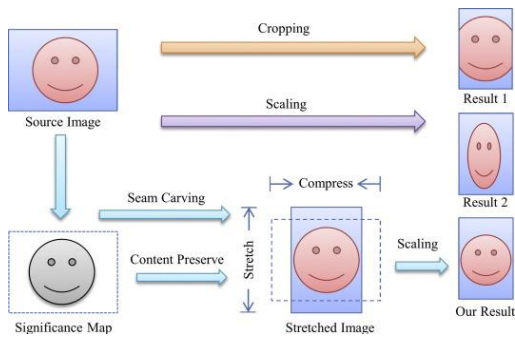 Cropping
Result 1
Scaling
Source Image
Result 2
Compress
Seam Carving
Stretch
Content Preserve
Scaling
Significance Map
Stretched Image
Our Result